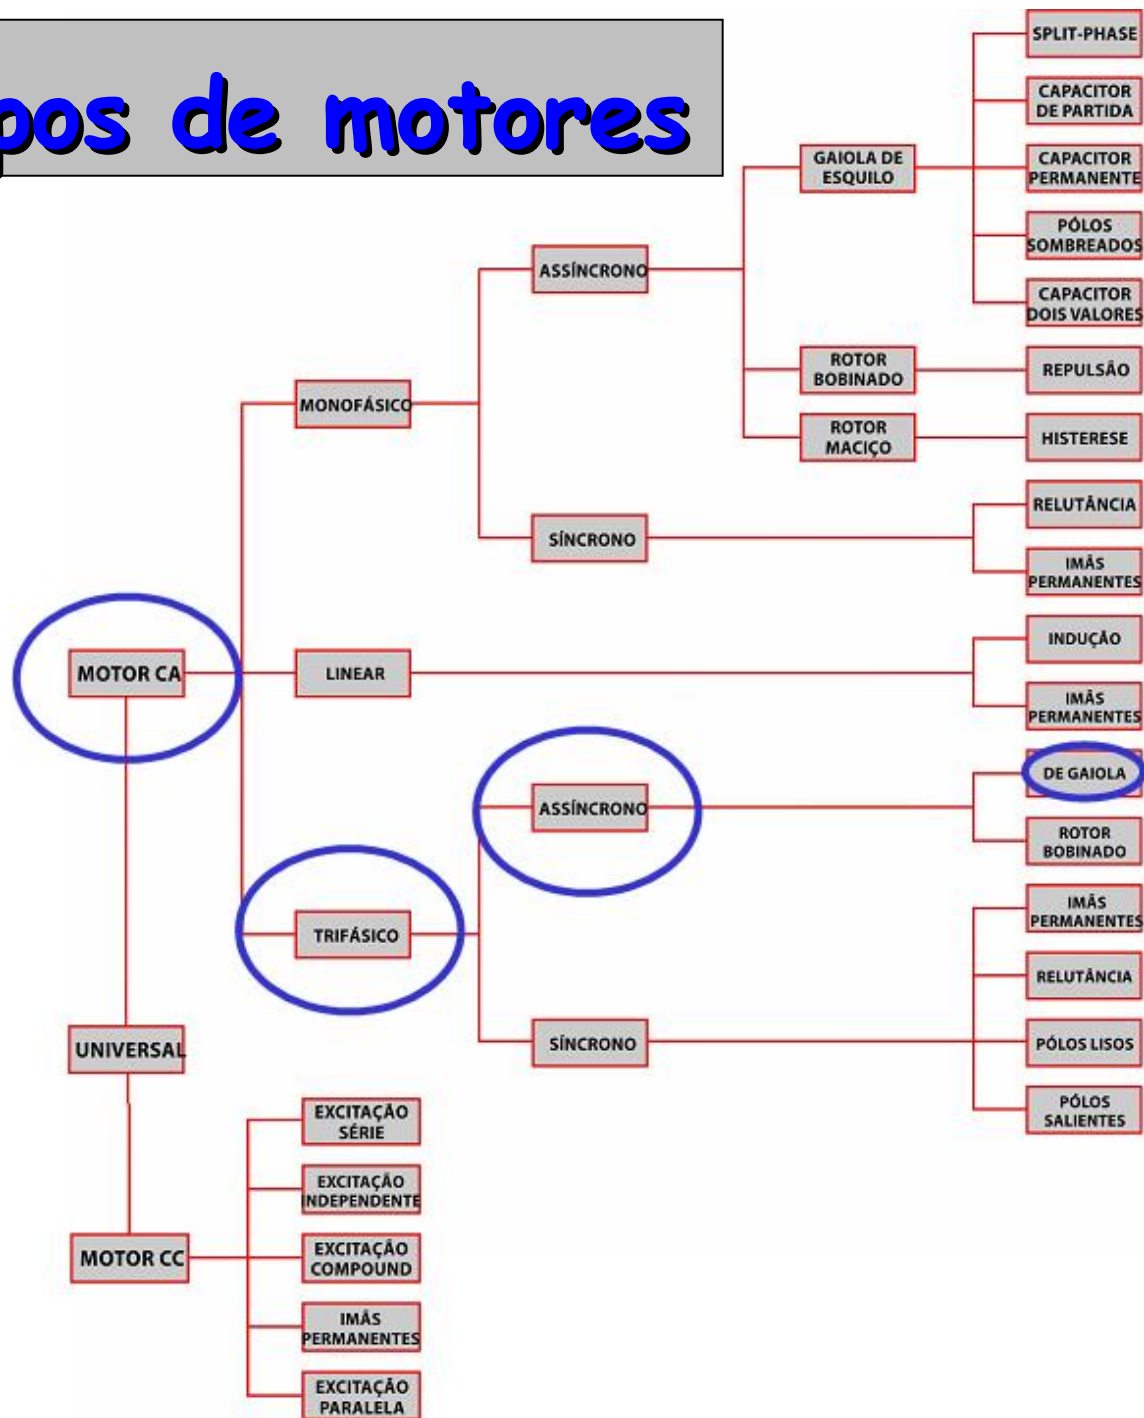 pos de motores
SPLIT-PHASE
CAPACITOR
DE PARTIDA
GAIOLA DE
ESQUILO
CAPACITOR
PERMANENTE
PÓLOS
SOMBREADOS
ASSÍNCRONO
CAPACITOR
DOIS VALORES
ROTOR
BOBINADO
REPULSÃO
MONOFÁSICO
ROTOR
MACIÇO
HISTERESE
RELUTÂNCIA
SÍNCRONO
IMÃS
PERMANENTES
INDUÇÃO
MOTOR CA
LINEAR
IMÃS
PERMANENTES
DE GAIOLA
ASSÍNCRONO
ROTOR
BOBINADO
IMÃS
PERMANENTES
TRIFÁSICO
RELUTÂNCIA
SÍNCRONO
PÓLOS LISOS
UNIVERSAL
PÓLOS
SALIENTES
EXCITAÇÃO
SÉRIE
EXCITAÇÃO
INDEPENDENTE
MOTOR CC
EXCITAÇÃO
COMPOUND
IMÃS
PERMANENTES
EXCITAÇÃO
PARALELA